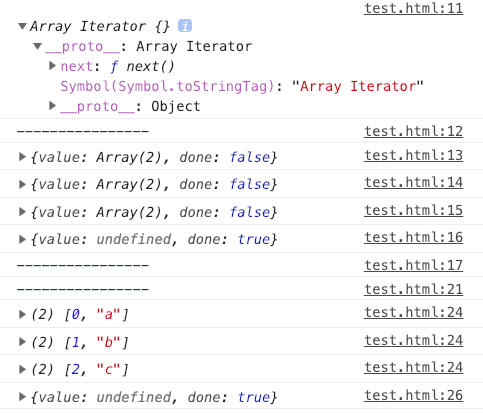 test.html:11
▼Array Iterator {} i
▼__proto__: Array Iterator
▶next: ƒ next()
Symbol(Symbol.toStringTag): "Array Iterator"
▶__proto__: Object
---------------- test.html:12
▶{value: Array(2), done: false} test.html:13
▶{value: Array(2), done: false} test.html:14
▶{value: Array(2), done: false} test.html:15
▶{value: undefined, done: true} test.html:16
---------------- test.html:17
---------------- test.html:21
▶(2) [0, "a"] test.html:24
▶(2) [1, "b"] test.html:24
▶(2) [2, "c"] test.html:24
▶{value: undefined, done: true} test.html:26